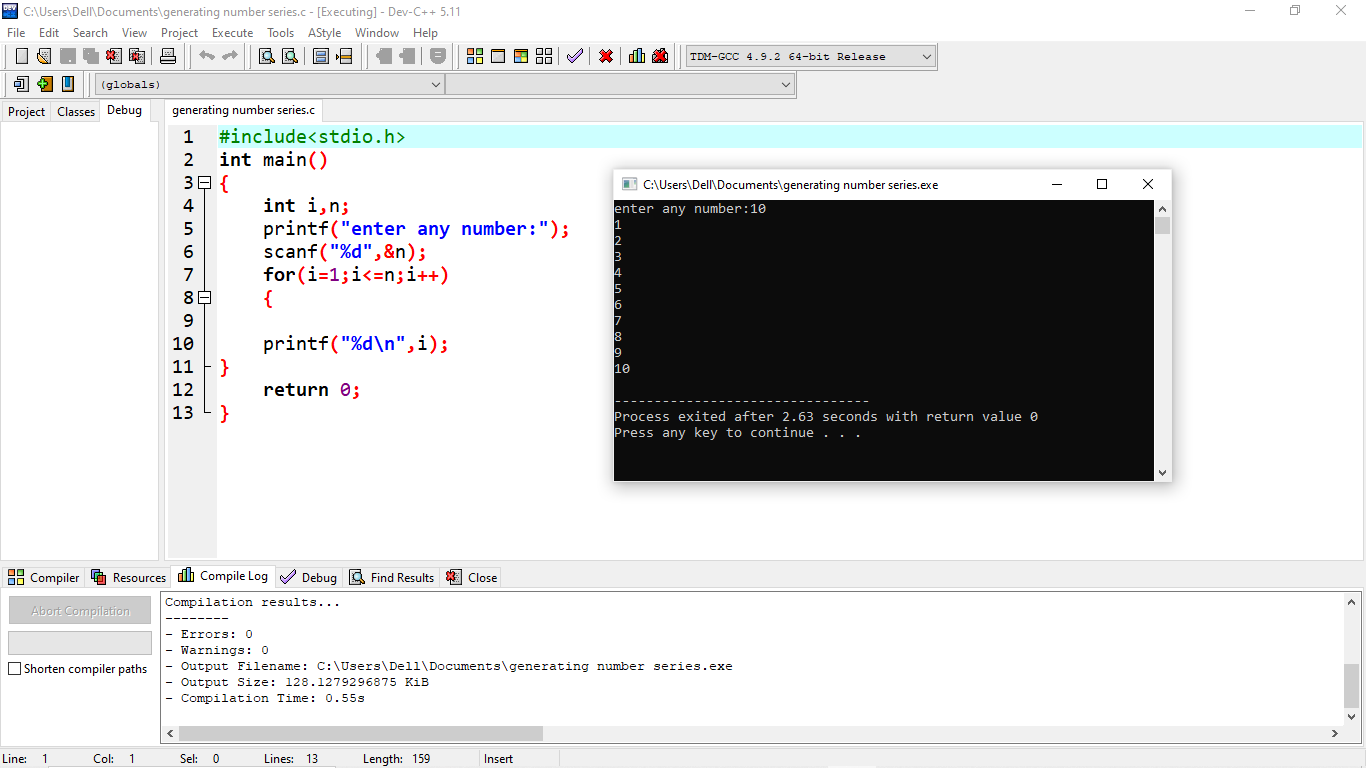 C:\Users\Dell\Documents\generating number series.c - [Executing] - Dev-C++ 5.11
File Edit Search View Project Execute Tools AStyle Window Help
TDM-GCC 4.9.2 64-bit Release
(globals)
Project Classes Debug
generating number series.c
1 #include<stdio.h>
2 int main()
3 {
4 int i,n;
5 printf("enter any number:");
6 scanf("%d",&n);
7 for(i=1;i<=n;i++)
8 {
9
10 printf("%d\n",i);
11 }
12 return 0;
13 }
C:\Users\Dell\Documents\generating number series.exe
enter any number:10
1
2
3
4
5
6
7
8
9
10
--------------------------------
Process exited after 2.63 seconds with return value 0
Press any key to continue . . .
Compiler Resources Compile Log Debug Find Results Close
Abort Compilation
Shorten compiler paths
Compilation results...
--------
- Errors: 0
- Warnings: 0
- Output Filename: C:\Users\Dell\Documents\generating number series.exe
- Output Size: 128.1279296875 KiB
- Compilation Time: 0.55s
Line: 1 Col: 1 Sel: 0 Lines: 13 Length: 159 Insert